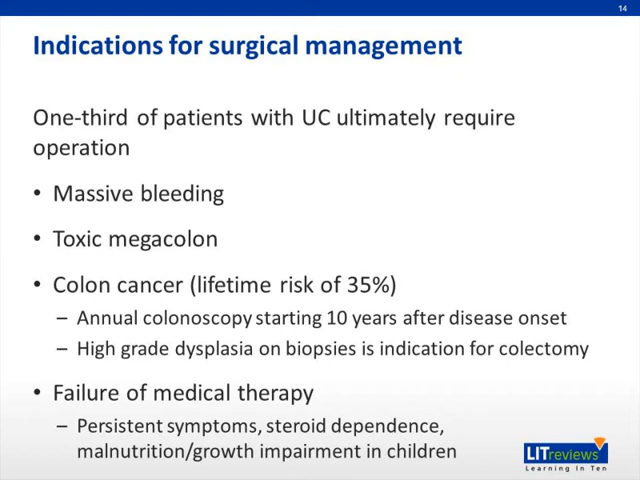 14
Indications for surgical management
One-third of patients with UC ultimately require
operation
• Massive bleeding
• Toxic megacolon
• Colon cancer (lifetime risk of 35%)
– Annual colonoscopy starting 10 years after disease onset
– High grade dysplasia on biopsies is indication for colectomy
• Failure of medical therapy
– Persistent symptoms, steroid dependence,
malnutrition/growth impairment in children
LITreviews
Learning In Ten